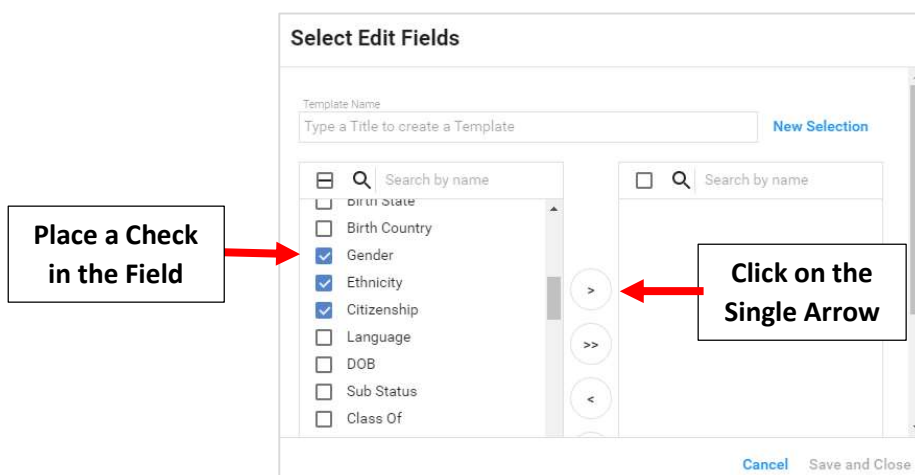 Select Edit Fields
Template Name
Type a Title to create a Template
New Selection
Search by name
Search by name
Birth State
Birth Country
Gender
Ethnicity
Citizenship
Language
DOB
Sub Status
Class Of
Place a Check
in the Field
>
>>
<
Click on the
Single Arrow
Cancel
Save and Close